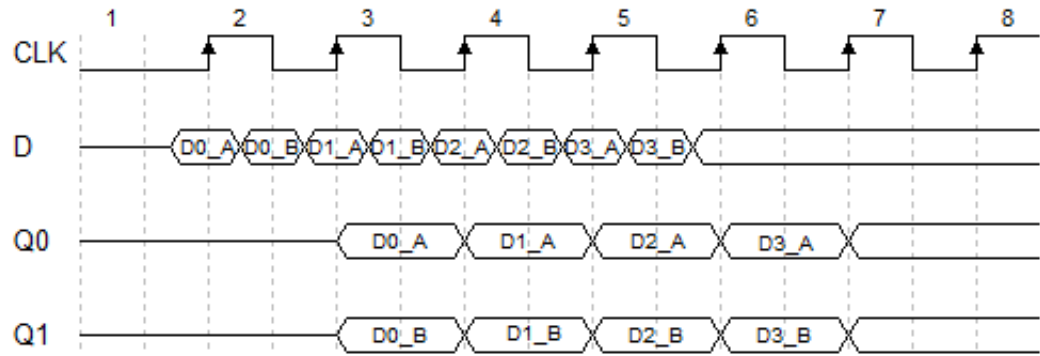 1 2 3 4 5 6 7 8
CLK
D D0_A D0_B D1_A D1_B D2_A D2_B D3_A D3_B
Q0 D0_A D1_A D2_A D3_A
Q1 D0_B D1_B D2_B D3_B